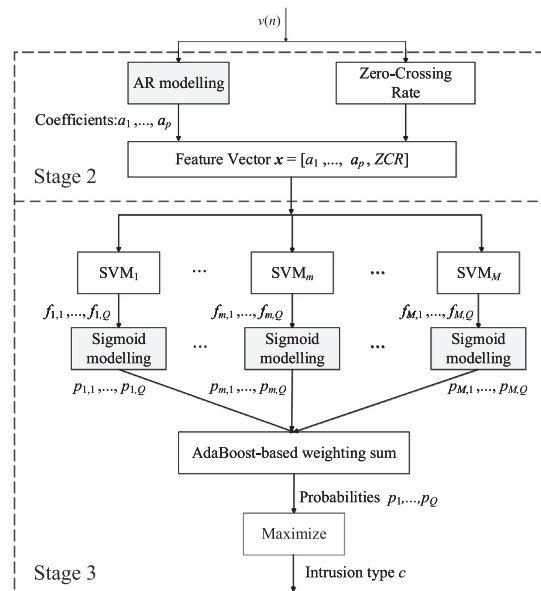 v(n)
AR modelling
Zero-Crossing
Rate
Coefficients:a1 ,..., ap
Feature Vector x = [a1 ,..., ap , ZCR]
Stage 2
SVM1 ... SVMm ... SVMM
f1,1 ,..., f1,Q fm,1 ,..., fm,Q fM,1 ,..., fM,Q
Sigmoid ... Sigmoid ... Sigmoid
modelling modelling modelling
p1,1 ,..., p1,Q pm,1 ,..., pm,Q pM,1 ,..., pM,Q
AdaBoost-based weighting sum
Probabilities p1,...,pQ
Maximize
Stage 3
Intrusion type c